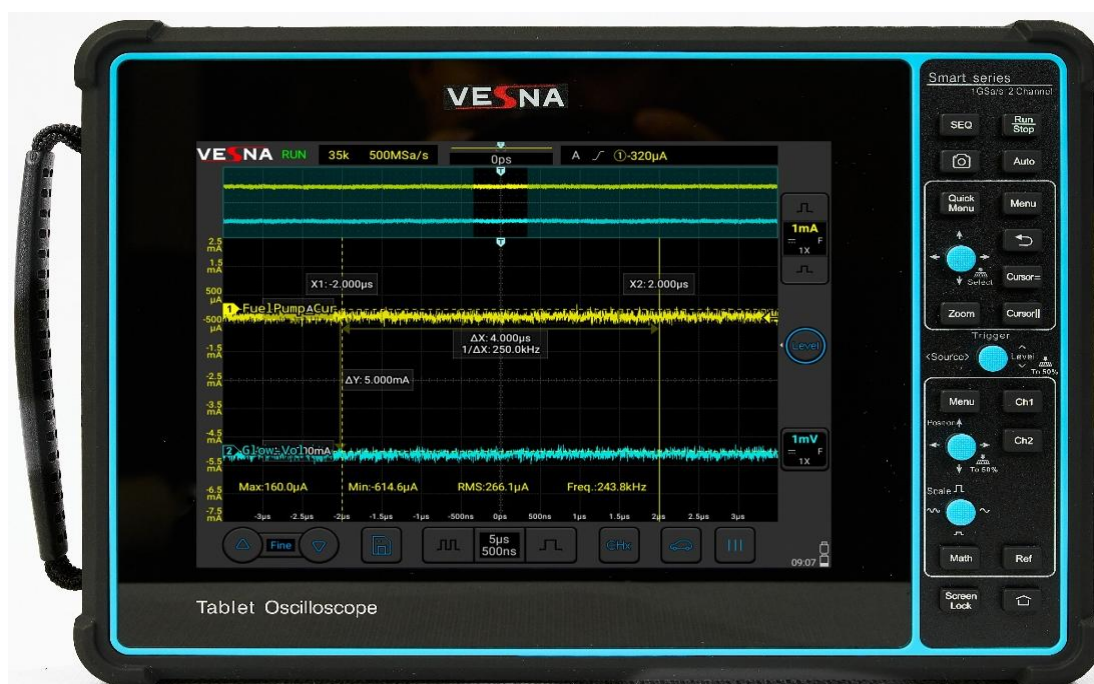 VESNA
Smart series
1GSa/s 2 Channel
SEQ
Run
Stop
Auto
VESNA RUN 35k 500MSa/s 0ps A ①-320μA
T
T
Quick
Menu
Menu
1mA
F
1X
2.5
mA
1.5
mA
500
μA
-500
μA
-1.5
mA
-2.5
mA
-3.5
mA
-4.5
mA
-5.5
mA
-6.5
mA
-7.5
mA
X1:-2.000μs
X2: 2.000μs
Select
Cursor=
1 FuelPump
Zoom
Cursor||
ΔX: 4.000μs
1/ΔX: 250.0kHz
Level
Trigger
<Source>
Level
To 50%
ΔY: 5.000mA
Menu
Ch1
1mV
F
1X
Ch2
To 50%
Max:160.0μA Min:-614.6μA RMS:266.1μA Freq.:243.8kHz
-3μs -2.5μs -2μs -1.5μs -1μs -500ns 0ps 500ns 1μs 1.5μs 2μs 2.5μs 3μs
Scale
Fine
5μs
500ns
CHx
09:07
Math
Ref
Screen
Lock
Tablet Oscilloscope